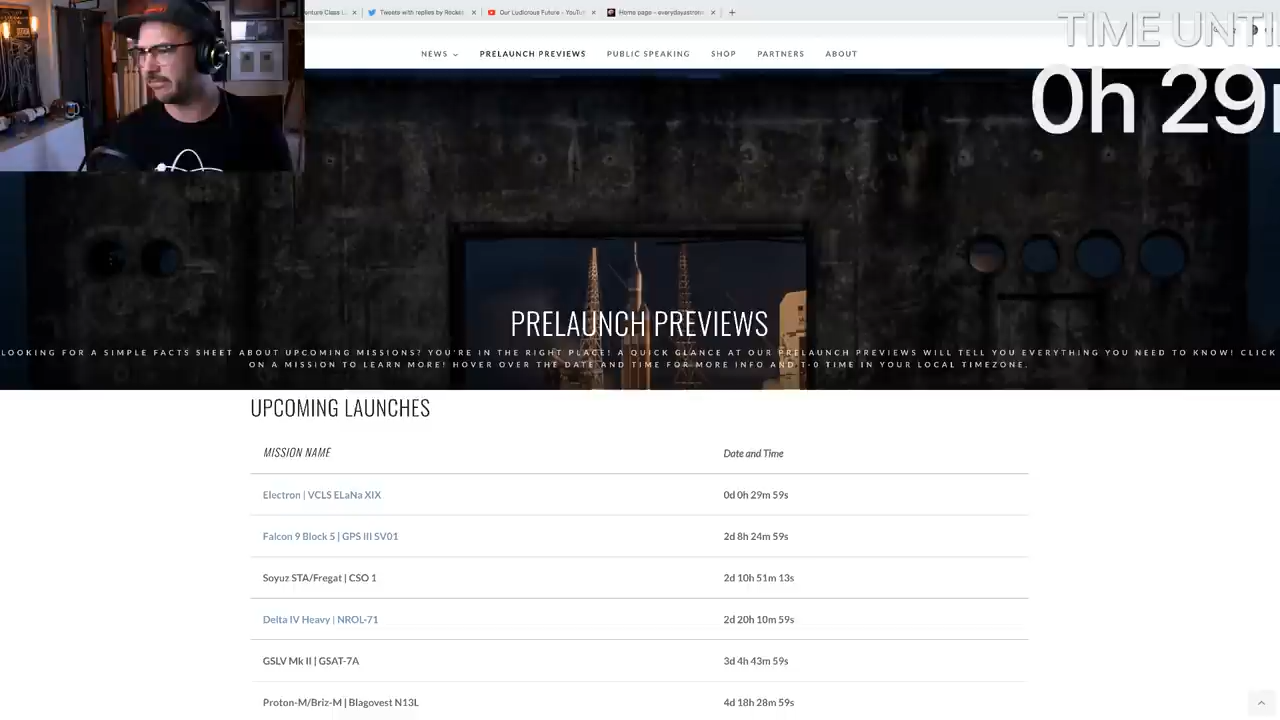 enture Class L
Tweets with replies by Rocket
Our Ludicrous Future - YouTu
Home page – everydayastron
TIME UNTI
NEWS
PRELAUNCH PREVIEWS
PUBLIC SPEAKING
SHOP
PARTNERS
ABOUT
0h 29m
PRELAUNCH PREVIEWS
LOOKING FOR A SIMPLE FACTS SHEET ABOUT UPCOMING MISSIONS? YOU'RE IN THE RIGHT PLACE! A QUICK GLANCE AT OUR PRELAUNCH PREVIEWS WILL TELL YOU EVERYTHING YOU NEED TO KNOW! CLICK
ON A MISSION TO LEARN MORE! HOVER OVER THE DATE AND TIME FOR MORE INFO AND T-0 TIME IN YOUR LOCAL TIMEZONE.
UPCOMING LAUNCHES
MISSION NAME
Date and Time
Electron | VCLS ELaNa XIX
0d 0h 29m 59s
Falcon 9 Block 5 | GPS III SV01
2d 8h 24m 59s
Soyuz STA/Fregat | CSO 1
2d 10h 51m 13s
Delta IV Heavy | NROL-71
2d 20h 10m 59s
GSLV Mk II | GSAT-7A
3d 4h 43m 59s
Proton-M/Briz-M | Blagovest N13L
4d 18h 28m 59s